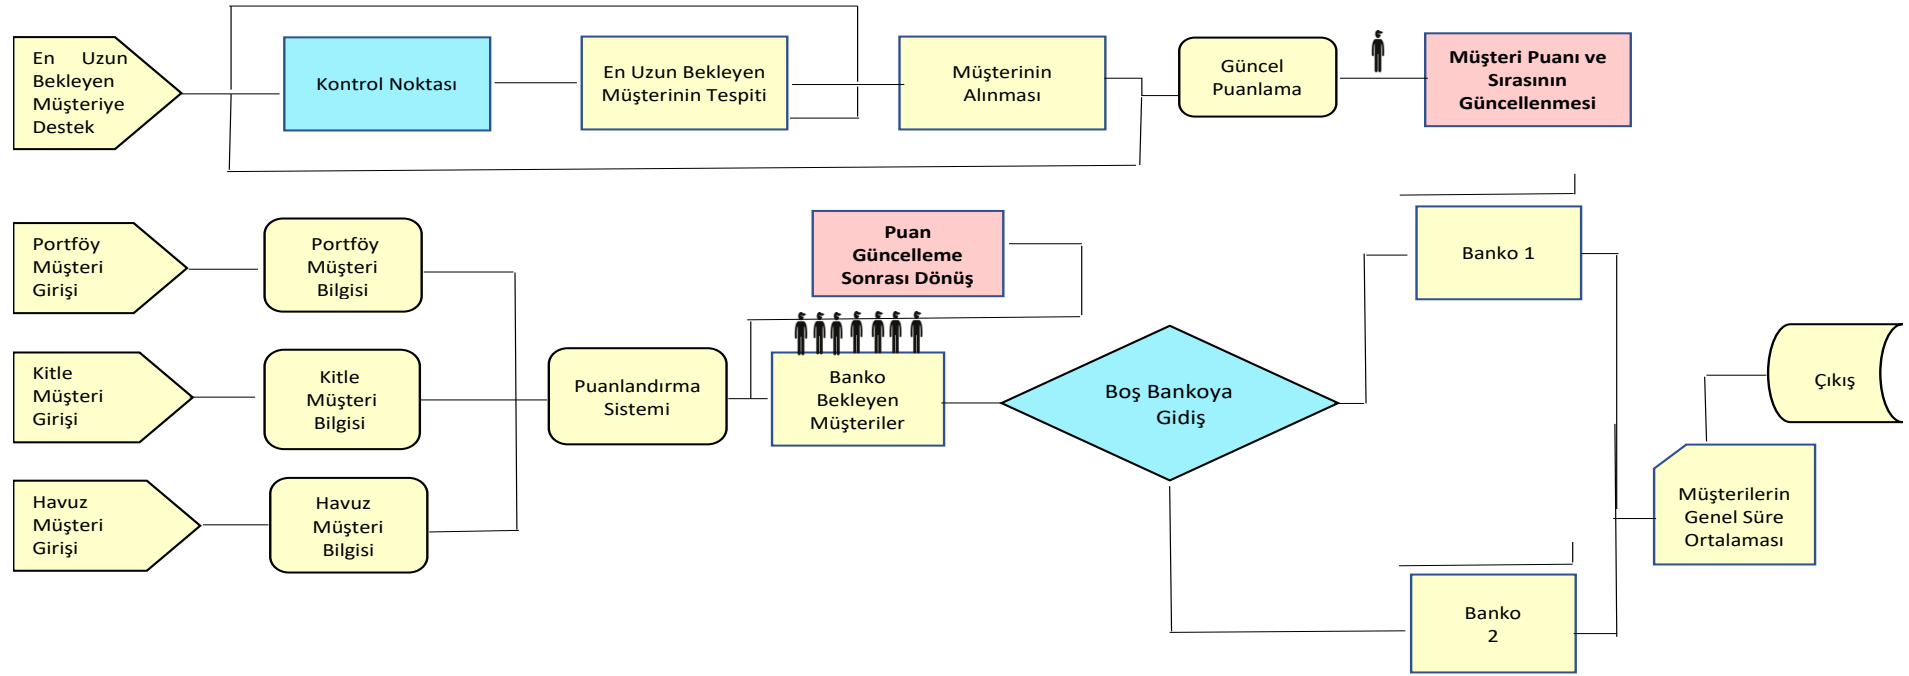 En Uzun
Bekleyen
Müşteriye
Destek
Kontrol Noktası
En Uzun Bekleyen
Müşterinin Tespiti
Müşterinin
Alınması
Güncel
Puanlama
Müşteri Puanı ve
Sırasının
Güncellenmesi
Portföy
Müşteri
Girişi
Portföy
Müşteri
Bilgisi
Puan
Güncelleme
Sonrası Dönüş
Banko 1
Kitle
Müşteri
Girişi
Kitle
Müşteri
Bilgisi
Puanlandırma
Sistemi
Banko
Bekleyen
Müşteriler
Boş Bankoya
Gidiş
Çıkış
Havuz
Müşteri
Girişi
Havuz
Müşteri
Bilgisi
Müşterilerin
Genel Süre
Ortalaması
Banko
2